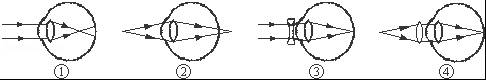 ① ② ③ ④